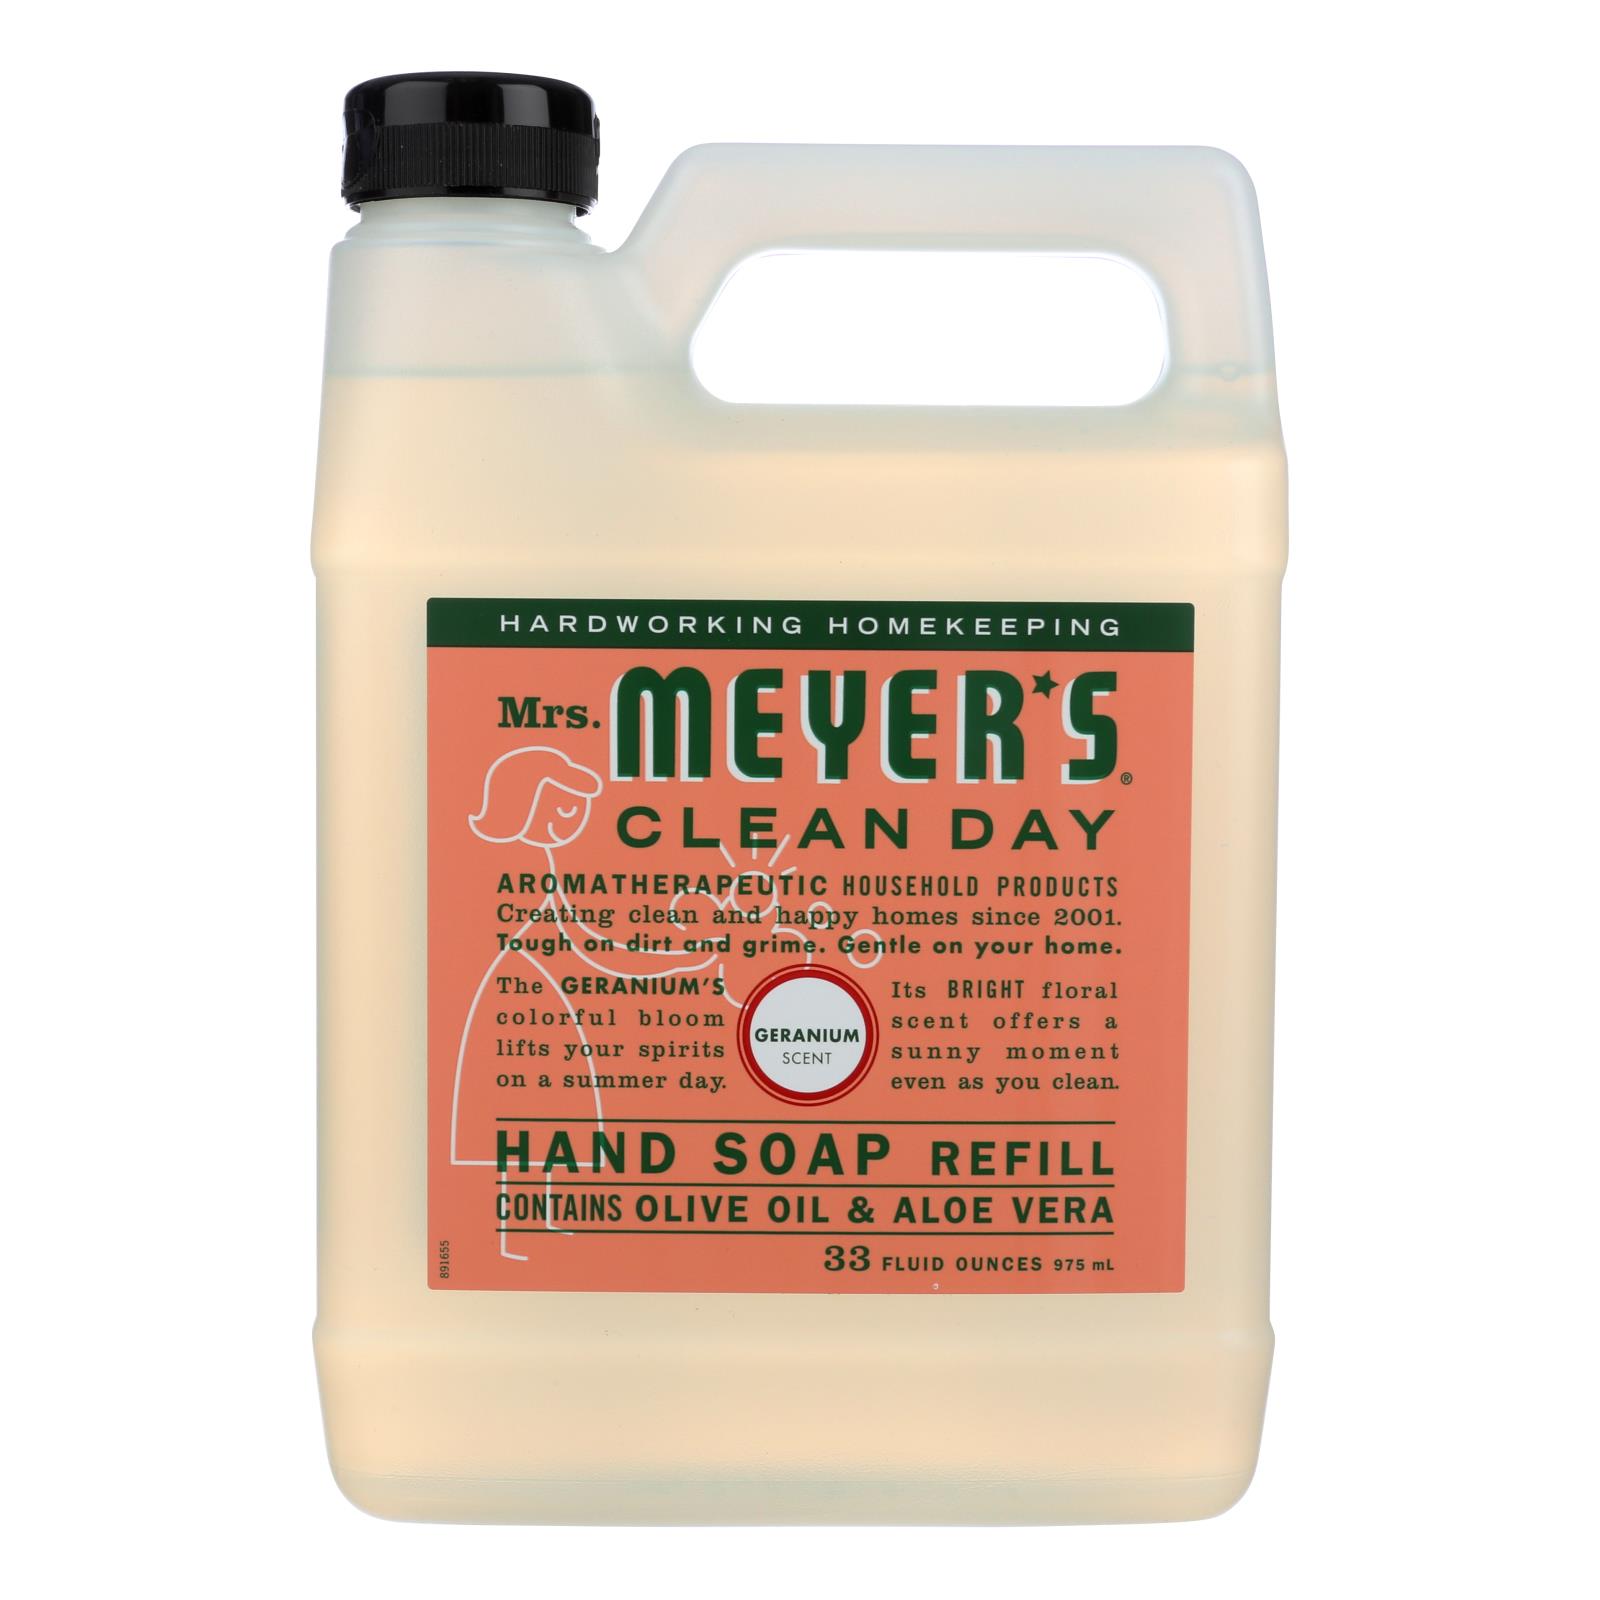 HARDWORKING HOMEKEEPING
Mrs. MEYER'S®
CLEAN DAY
AROMATHERAPEUTIC HOUSEHOLD PRODUCTS
Creating clean and happy homes since 2001.
Tough on dirt and grime. Gentle on your home.
The GERANIUM'S
colorful bloom
lifts your spirits
on a summer day.
GERANIUM
SCENT
Its BRIGHT floral
scent offers a
sunny moment
even as you clean.
HAND SOAP REFILL
CONTAINS OLIVE OIL & ALOE VERA
33 FLUID OUNCES 975 mL
891655